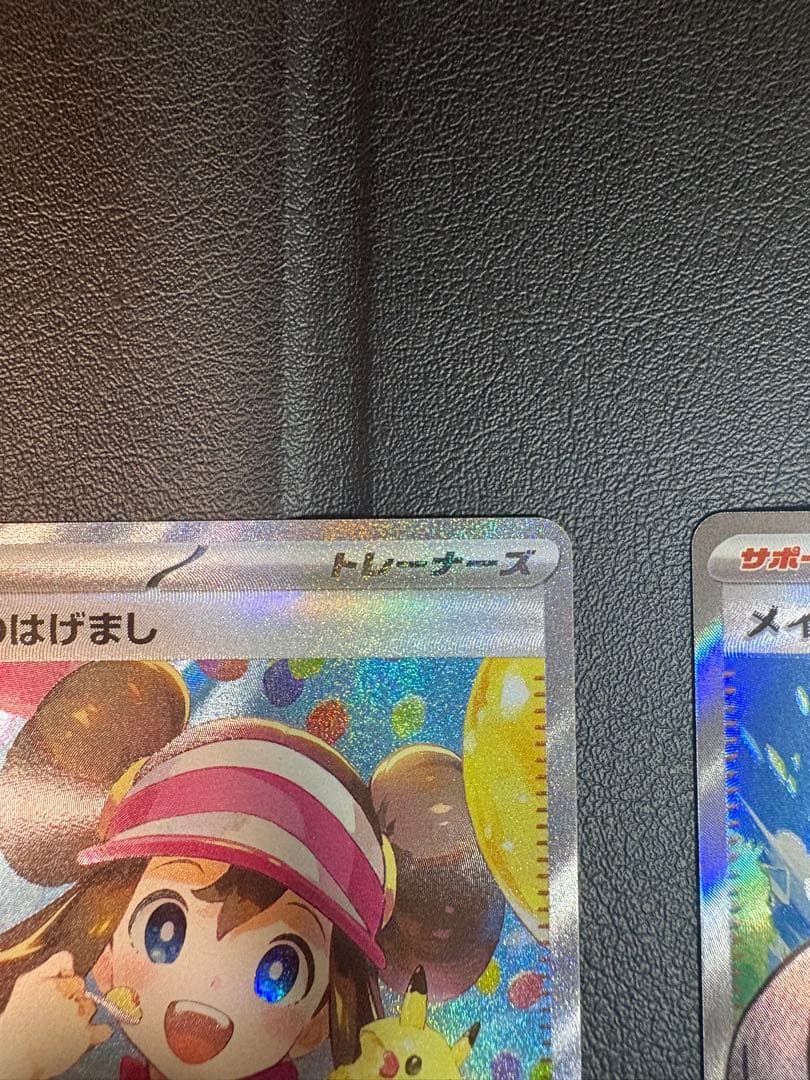 トレーナーズ
のはげまし
サポー
メイ